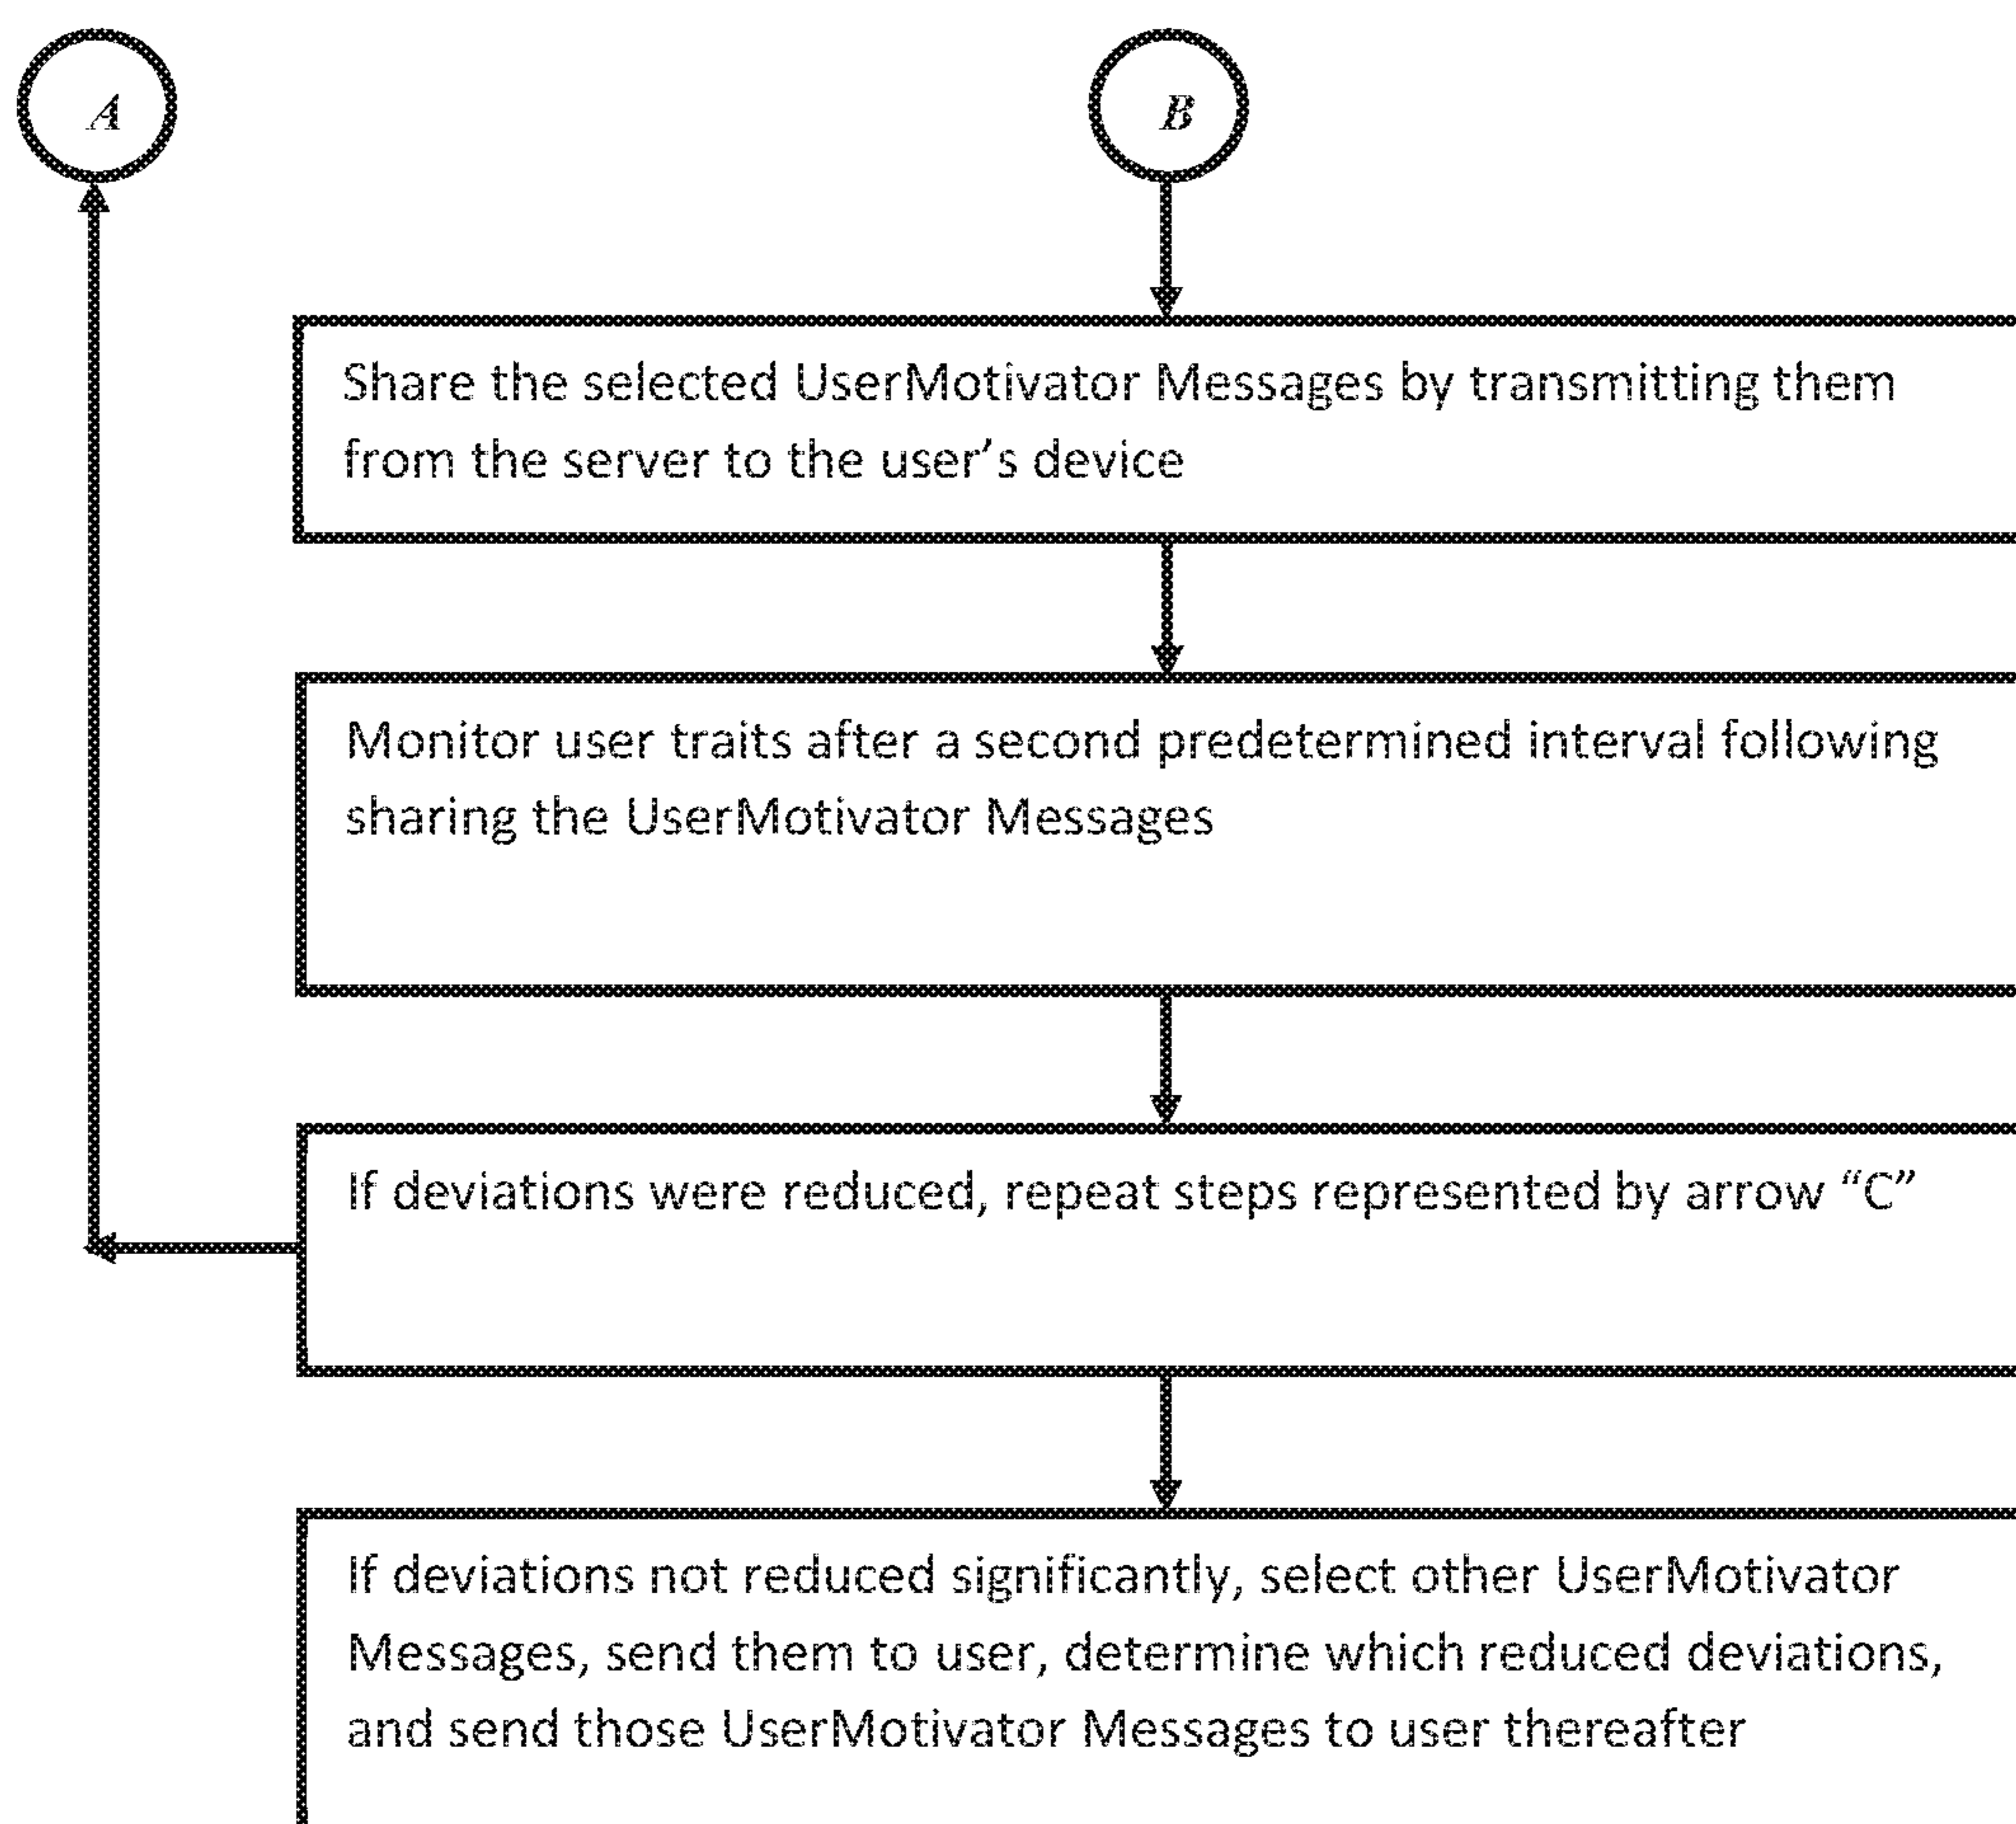 A
B
Share the selected UserMotivator Messages by transmitting them
from the server to the user’s device
Monitor user traits after a second predetermined interval following
sharing the UserMotivator Messages
If deviations were reduced, repeat steps represented by arrow “C”
If deviations not reduced significantly, select other UserMotivator
Messages, send them to user, determine which reduced deviations,
and send those UserMotivator Messages to user thereafter